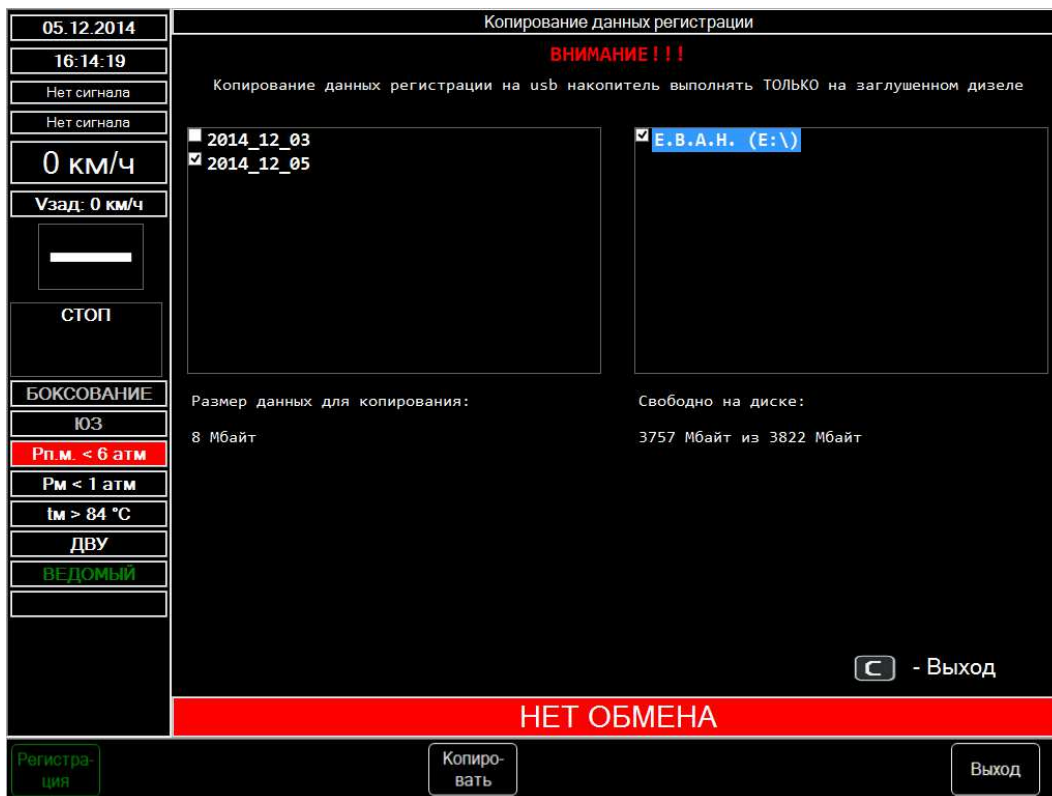 05.12.2014
16:14:19
Нет сигнала
Нет сигнала
0 км/ч
Vзад: 0 км/ч
СТОП
БОКСОВАНИЕ
ЮЗ
Рп.м. < 6 атм
Рм < 1 атм
tм > 84 °C
ДВУ
ВЕДОМЫЙ
Копирование данных регистрации
ВНИМАНИЕ!!!
Копирование данных регистрации на usb накопитель выполнять ТОЛЬКО на заглушенном дизеле
2014_12_03
2014_12_05
E.B.A.H. (E:\)
Размер данных для копирования:
8 Мбайт
Свободно на диске:
3757 Мбайт из 3822 Мбайт
C - Выход
НЕТ ОБМЕНА
Регистра-
ция
Копиро-
вать
Выход